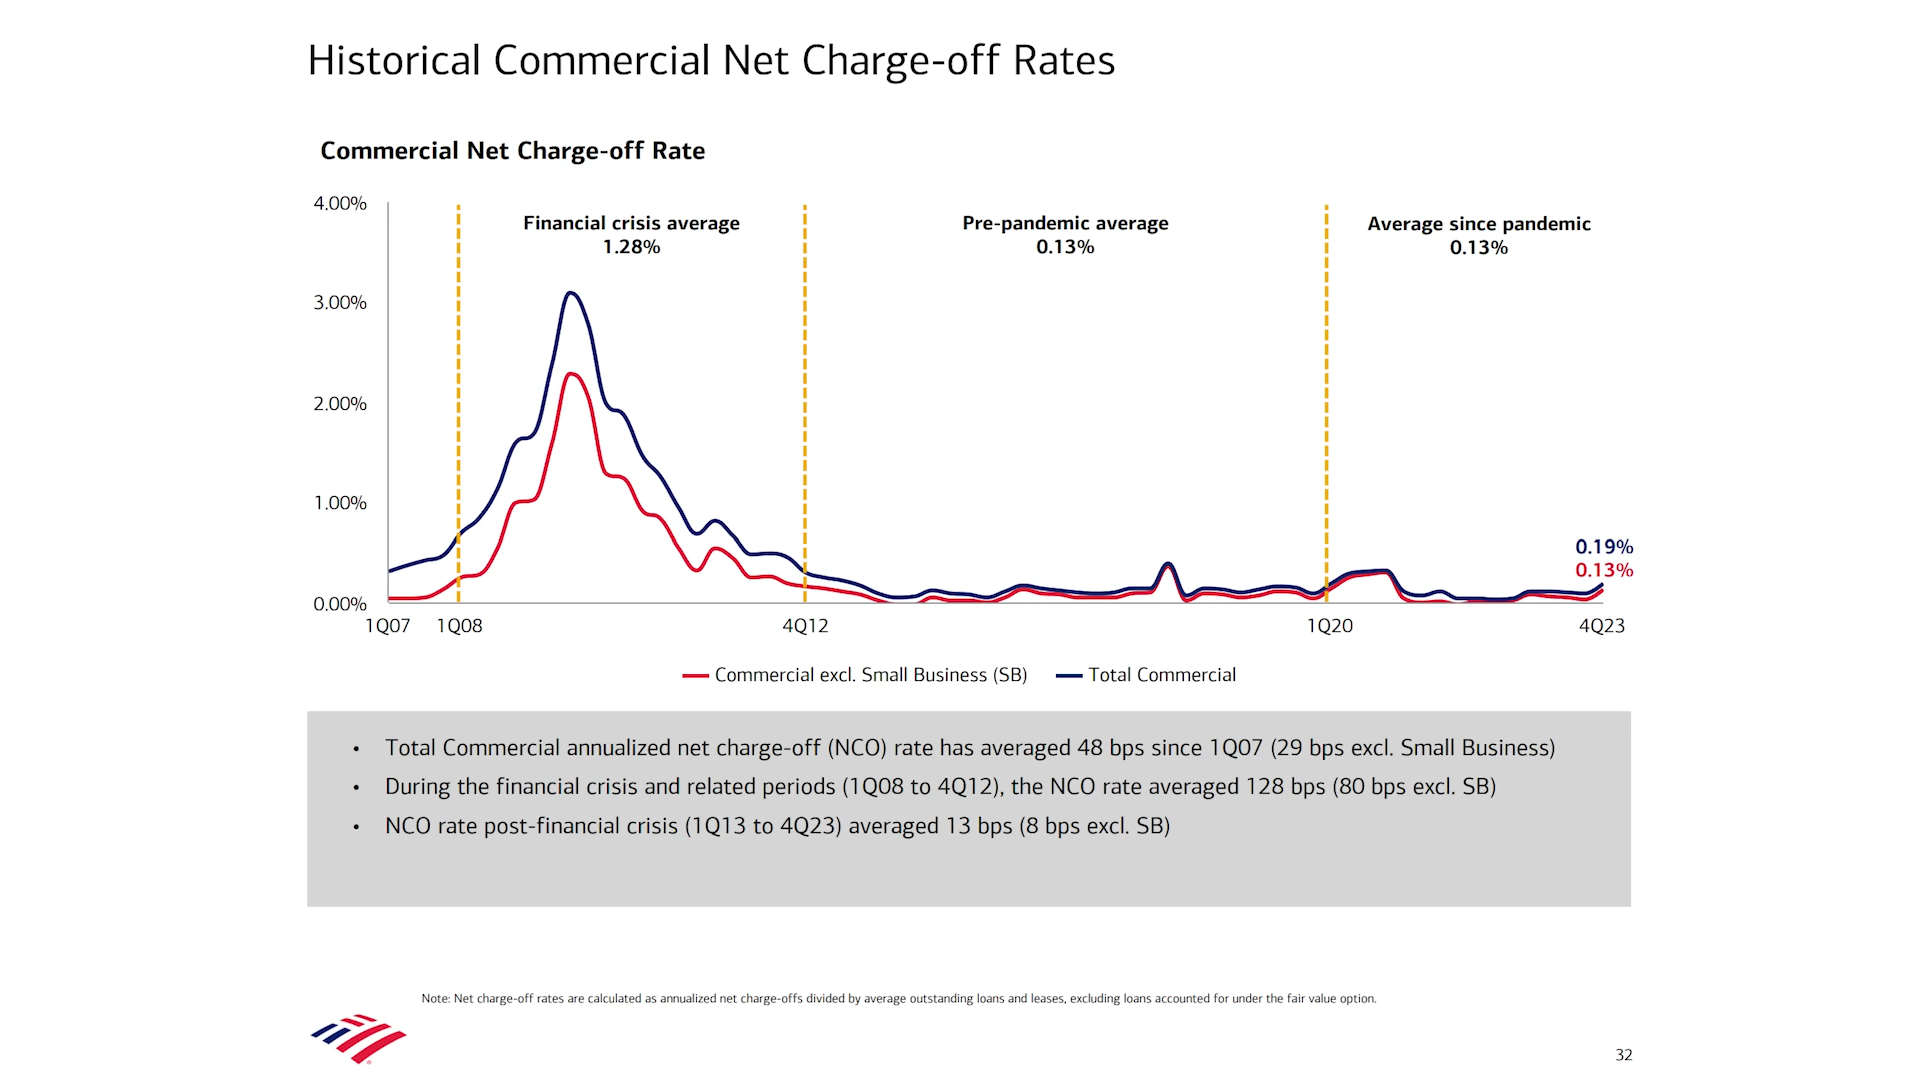 Historical Commercial Net Charge-off Rates
Commercial Net Charge-off Rate
4.00%
3.00%
2.00%
1.00%
0.00%
Financial crisis average
1.28%
Pre-pandemic average
0.13%
Average since pandemic
0.13%
0.19%
0.13%
1Q07 1Q08 4Q12 1Q20 4Q23
Commercial excl. Small Business (SB) Total Commercial
• Total Commercial annualized net charge-off (NCO) rate has averaged 48 bps since 1Q07 (29 bps excl. Small Business)
• During the financial crisis and related periods (1Q08 to 4Q12), the NCO rate averaged 128 bps (80 bps excl. SB)
• NCO rate post-financial crisis (1Q13 to 4Q23) averaged 13 bps (8 bps excl. SB)
Note: Net charge-off rates are calculated as annualized net charge-offs divided by average outstanding loans and leases, excluding loans accounted for under the fair value option.
32